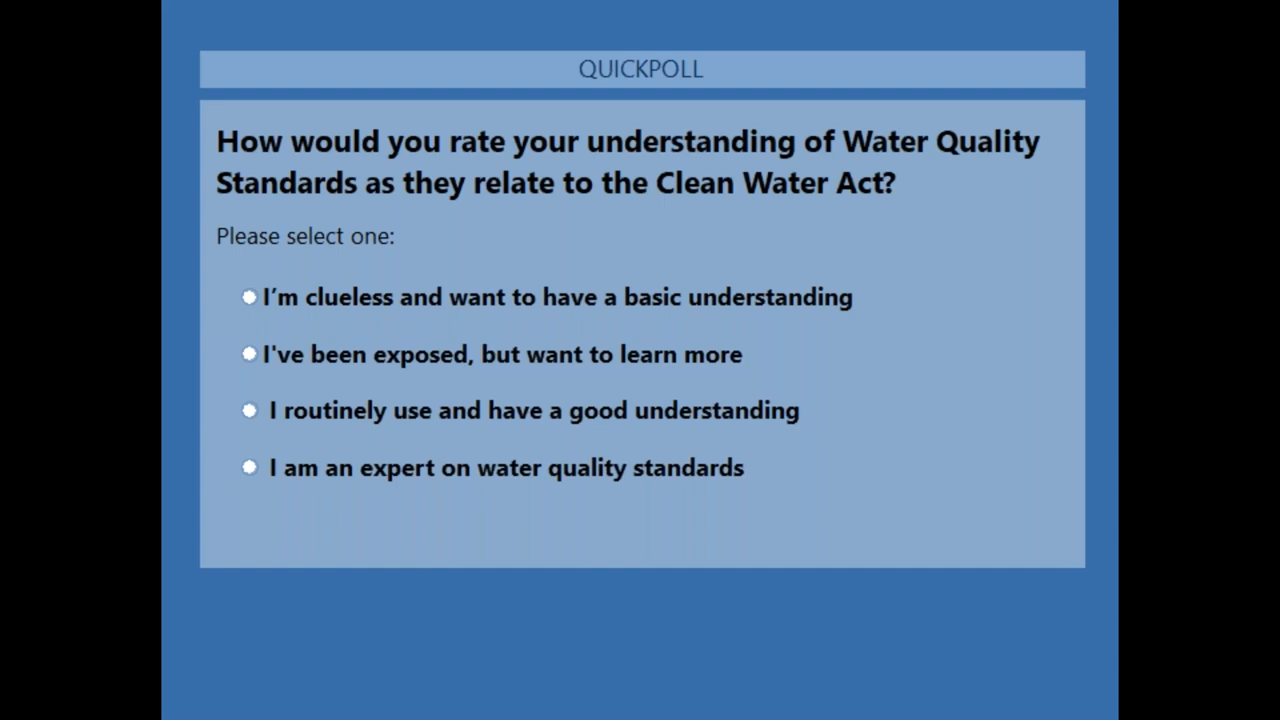 QUICKPOLL
How would you rate your understanding of Water Quality
Standards as they relate to the Clean Water Act?
Please select one:
I’m clueless and want to have a basic understanding
I've been exposed, but want to learn more
I routinely use and have a good understanding
I am an expert on water quality standards